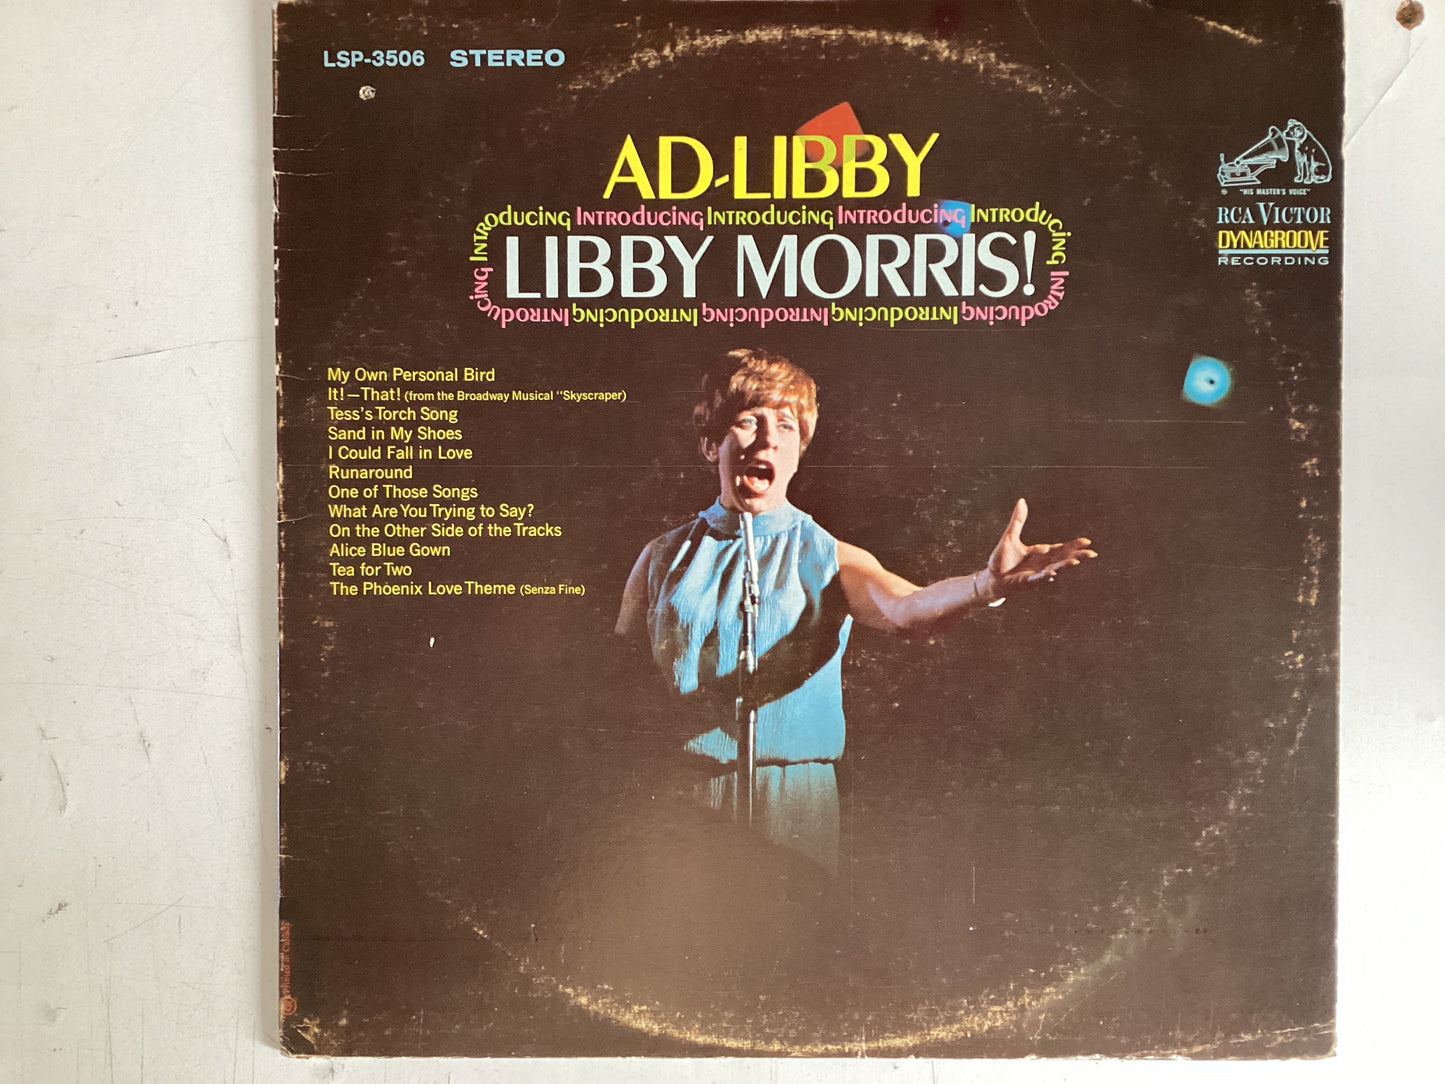 LSP-3506 STEREO
AD-LIBBY
Introducing Introducing Introducing Introducing Introducing
LIBBY MORRIS!
Introducing Introducing Introducing Introducing Introducing Introducing
"HIS MASTER'S VOICE"
RCA VICTOR
DYNAGROOVE
RECORDING
My Own Personal Bird
It!—That! (from the Broadway Musical "Skyscraper)
Tess's Torch Song
Sand in My Shoes
I Could Fall in Love
Runaround
One of Those Songs
What Are You Trying to Say?
On the Other Side of the Tracks
Alice Blue Gown
Tea for Two
The Phoenix Love Theme (Senza Fine)
Printed in Canada